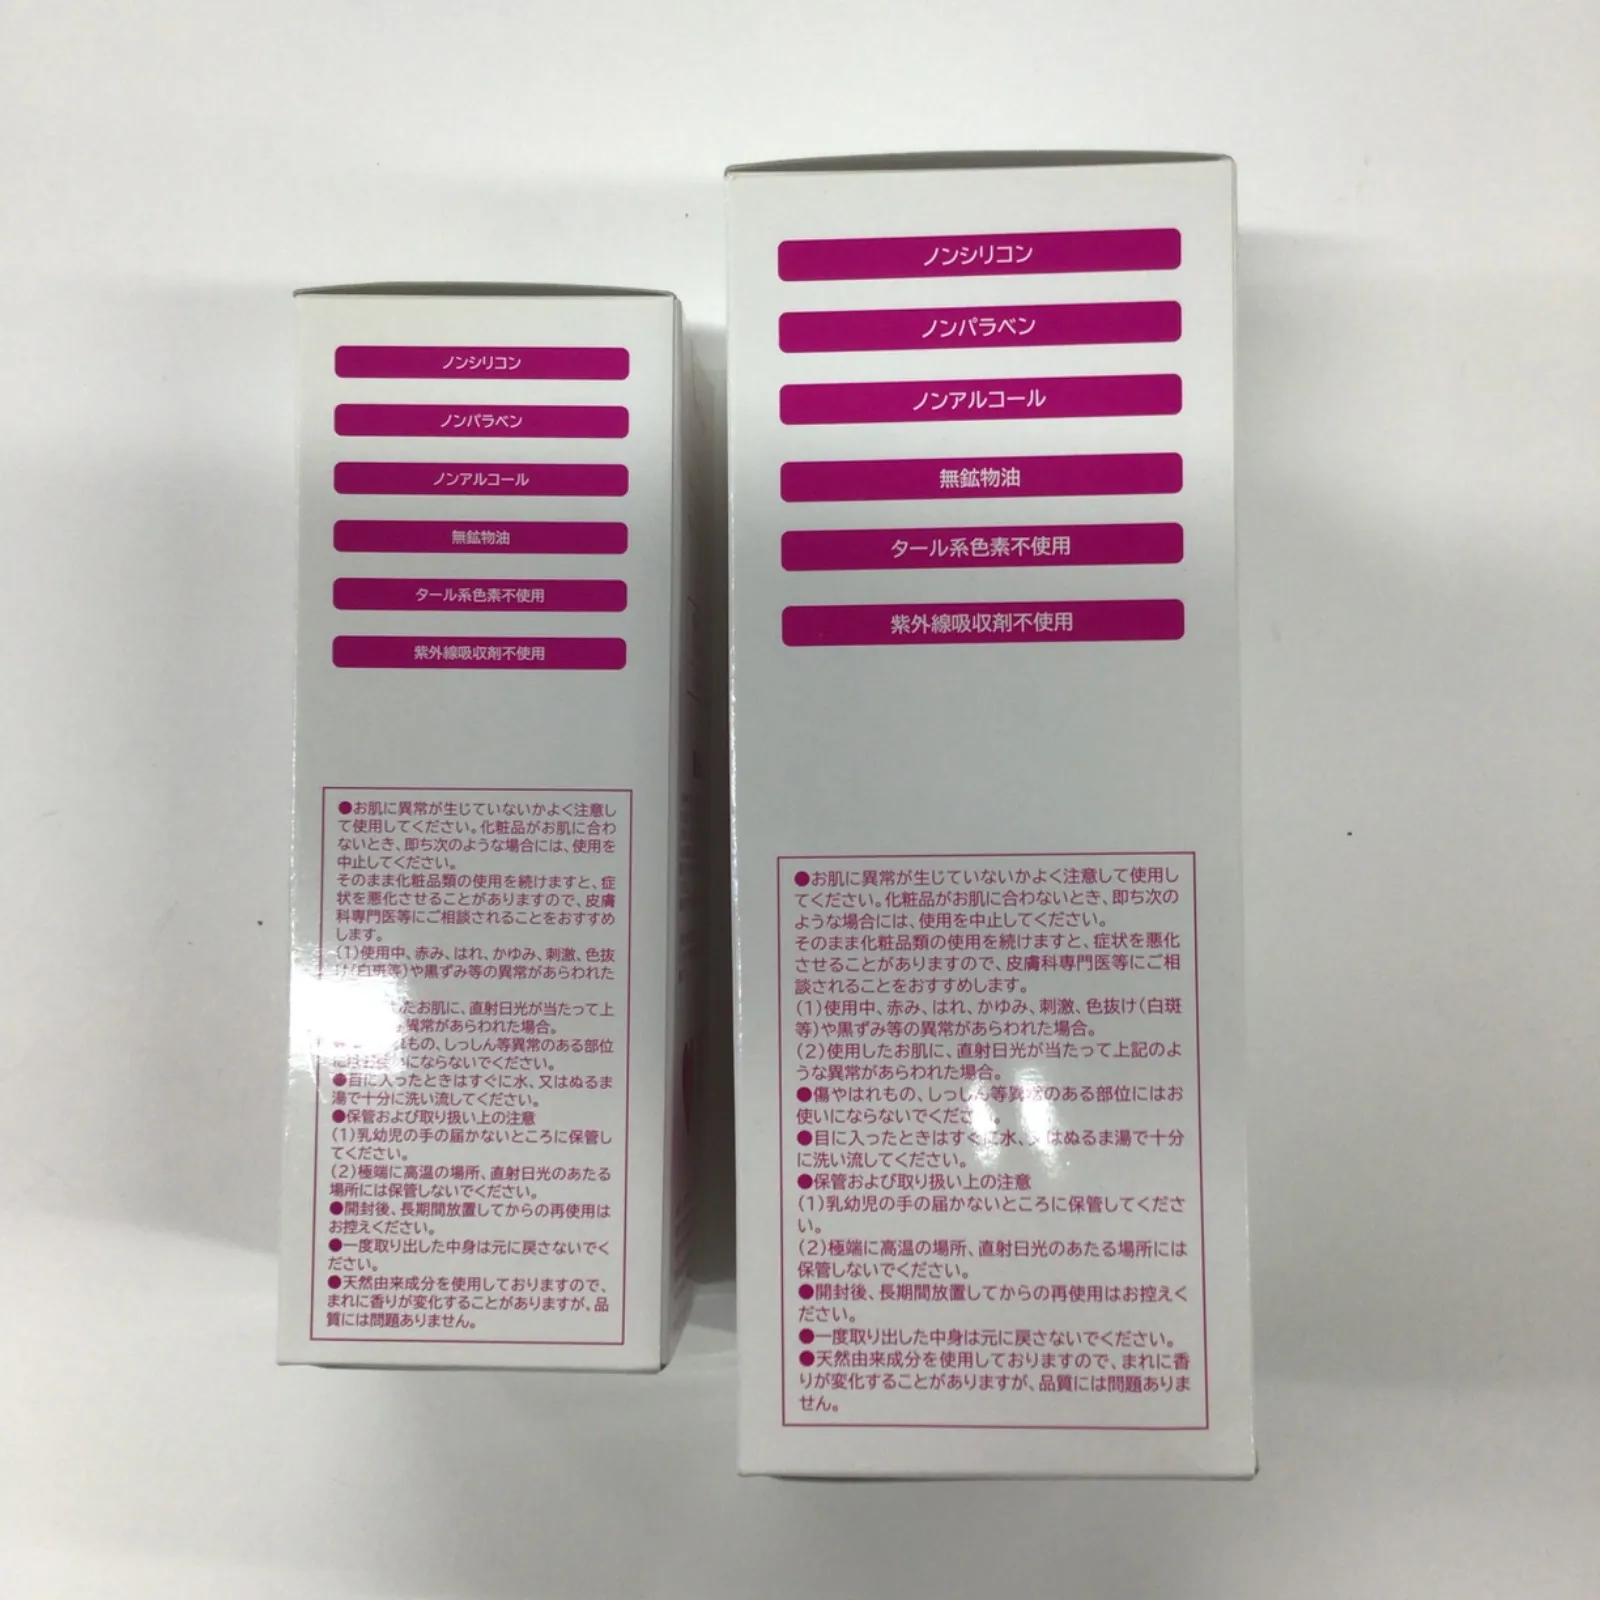 ノンシリコン
ノンパラベン
ノンアルコール
無鉱物油
タール系色素不使用
紫外線吸収剤不使用
●お肌に異常が生じていないかよく注意し
て使用してください。化粧品がお肌に合わ
ないとき、即ち次のような場合には、使用を
中止してください。
そのまま化粧品類の使用を続けますと、症
状を悪化させることがありますので、皮膚
科専門医等にご相談されることをおすすめ
します。
(1)使用中、赤み、はれ、かゆみ、刺激、色抜
け(白斑等)や黒ずみ等の異常があらわれた
たお肌に、直射日光が当たって上
異常があらわれた場合。
もの、しっしん等異常のある部位
にならないでください。
●目に入ったときはすぐに水、又はぬるま
湯で十分に洗い流してください。
●保管および取り扱い上の注意
(1)乳幼児の手の届かないところに保管し
てください。
(2)極端に高温の場所、直射日光のあたる
場所には保管しないでください。
●開封後、長期間放置してからの再使用は
お控えください。
●一度取り出した中身は元に戻さないでく
ださい。
●天然由来成分を使用しておりますので、
まれに香りが変化することがありますが、品
質には問題ありません。
ノンシリコン
ノンパラベン
ノンアルコール
無鉱物油
タール系色素不使用
紫外線吸収剤不使用
●お肌に異常が生じていないかよく注意して使用し
てください。化粧品がお肌に合わないとき、即ち次の
ような場合には、使用を中止してください。
そのまま化粧品類の使用を続けますと、症状を悪化
させることがありますので、皮膚科専門医等にご相
談されることをおすすめします。
(1)使用中、赤み、はれ、かゆみ、刺激、色抜け(白斑
等)や黒ずみ等の異常があらわれた場合。
(2)使用したお肌に、直射日光が当たって上記のよ
うな異常があらわれた場合。
●傷やはれもの、しっしん等異常のある部位にはお
使いにならないでください。
●目に入ったときはすぐに水、又はぬるま湯で十分
に洗い流してください。
●保管および取り扱い上の注意
(1)乳幼児の手の届かないところに保管してくださ
い。
(2)極端に高温の場所、直射日光のあたる場所には
保管しないでください。
●開封後、長期間放置してからの再使用はお控えく
ださい。
●一度取り出した中身は元に戻さないでください。
●天然由来成分を使用しておりますので、まれに香
りが変化することがありますが、品質には問題ありま
せん。